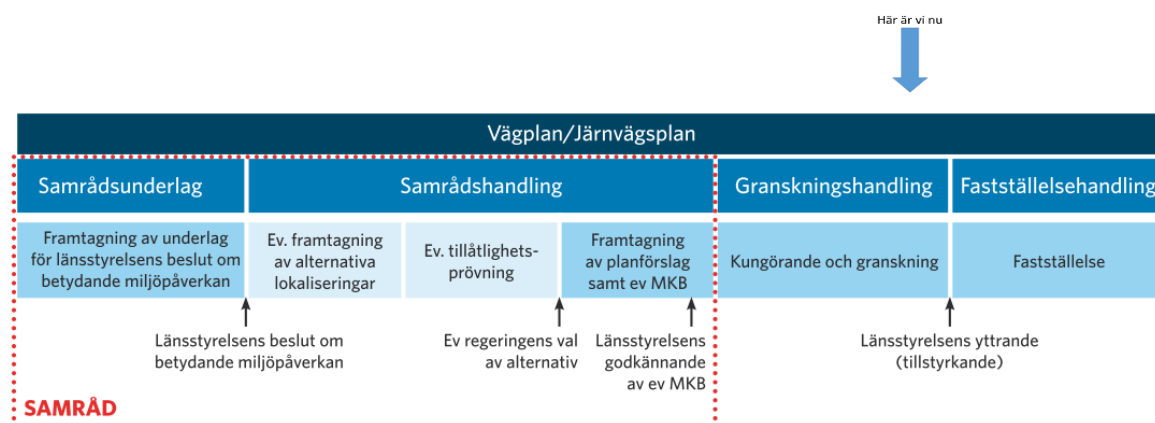 Här är vi nu
Vägplan/Järnvägsplan
Samrådsunderlag
Samrådshandling
Granskningshandling
Fastställelsehandling
Framtagning av underlag
för länsstyrelsens beslut om
betydande miljöpåverkan
Ev. framtagning
av alternativa
lokaliseringar
Ev. tillåtlighets-
prövning
Framtagning
av planförslag
samt ev MKB
Kungörande och granskning
Fastställelse
Länsstyrelsens beslut om
betydande miljöpåverkan
Ev regeringens val
av alternativ
Länsstyrelsens
godkännande
av ev MKB
Länsstyrelsens yttrande
(tillstyrkande)
SAMRÅD